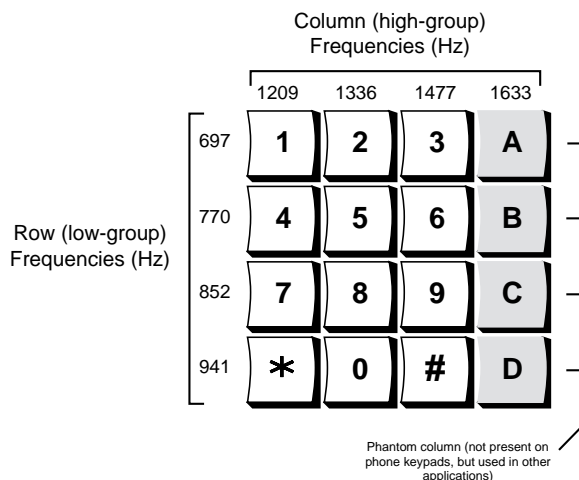 Column (high-group)
Frequencies (Hz)
1209 1336 1477 1633
697 1 2 3 A
770 4 5 6 B
Row (low-group)
Frequencies (Hz)
852 7 8 9 C
941 * 0 # D
Phantom column (not present on
phone keypads, but used in other
applications)